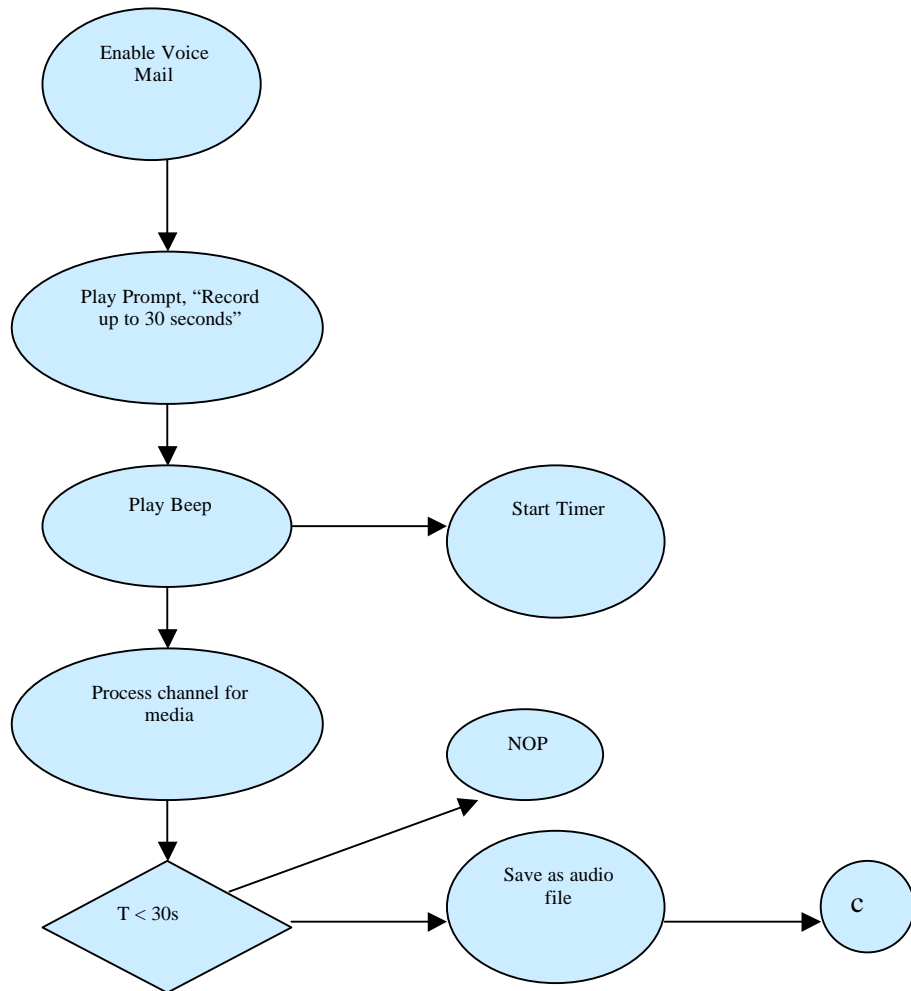 Enable Voice
Mail
Play Prompt, “Record
up to 30 seconds”
Play Beep
Start Timer
Process channel for
media
NOP
T < 30s
Save as audio
file
c